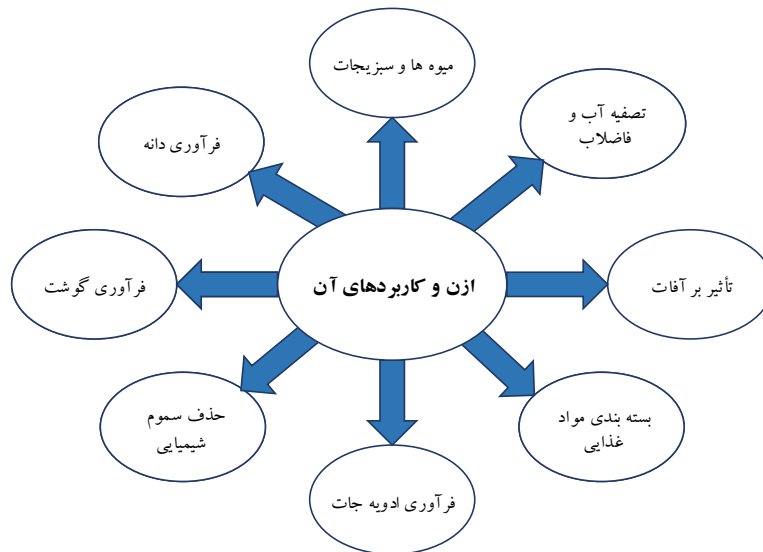 میوه ها و سبزیجات
تصفیه آب و
فاضلاب
فرآوری دانه
تأثیر بر آفات
ازن و کاربردهای آن
فرآوری گوشت
بسته بندی مواد
غذایی
حذف سموم
شیمیایی
فرآوری ادویه جات